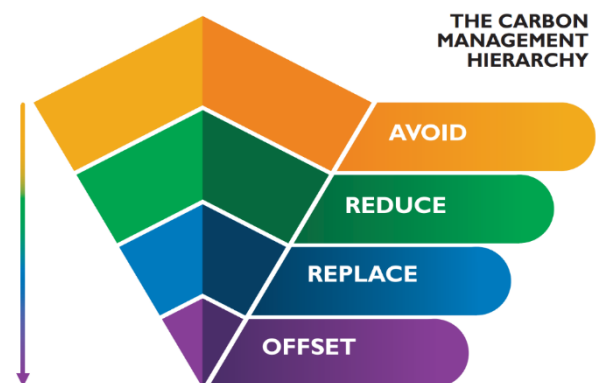 THE CARBON
MANAGEMENT
HIERARCHY
AVOID
REDUCE
REPLACE
OFFSET